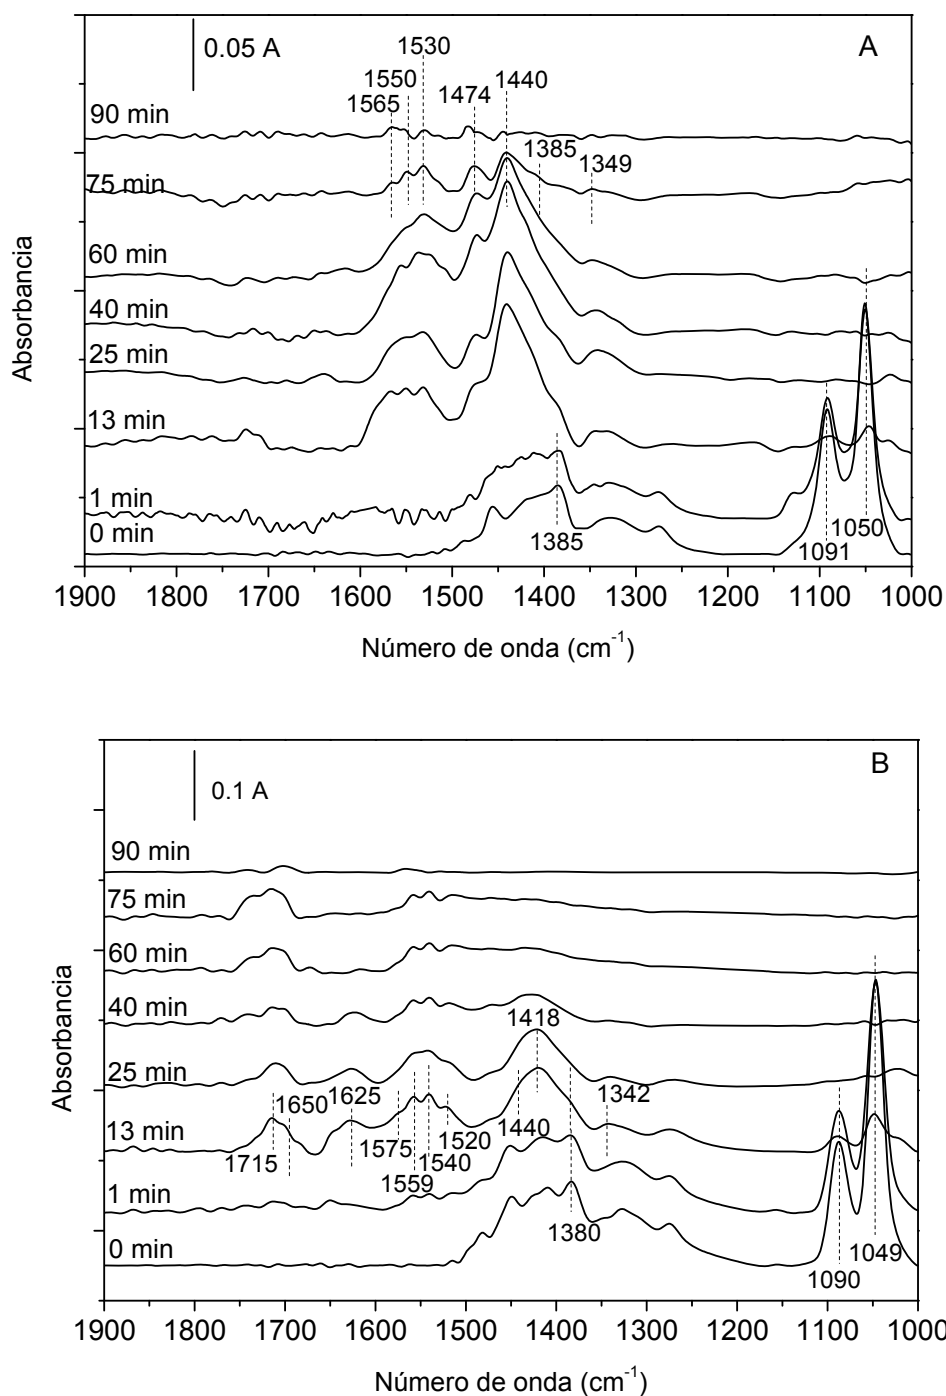 0.05 A
A
1530
1550
1474
1440
1565
90 min
1385
1349
75 min
60 min
40 min
25 min
13 min
1 min
0 min
1385
1091
1050
1900 1800 1700 1600 1500 1400 1300 1200 1100 1000
Absorbancia
Número de onda (cm⁻¹)
0.1 A
B
90 min
75 min
60 min
40 min
1418
25 min
1650
1625
1342
13 min
1715
1575
1520
1440
1540
1559
1 min
1380
0 min
1049
1090
1900 1800 1700 1600 1500 1400 1300 1200 1100 1000
Absorbancia
Número de onda (cm⁻¹)